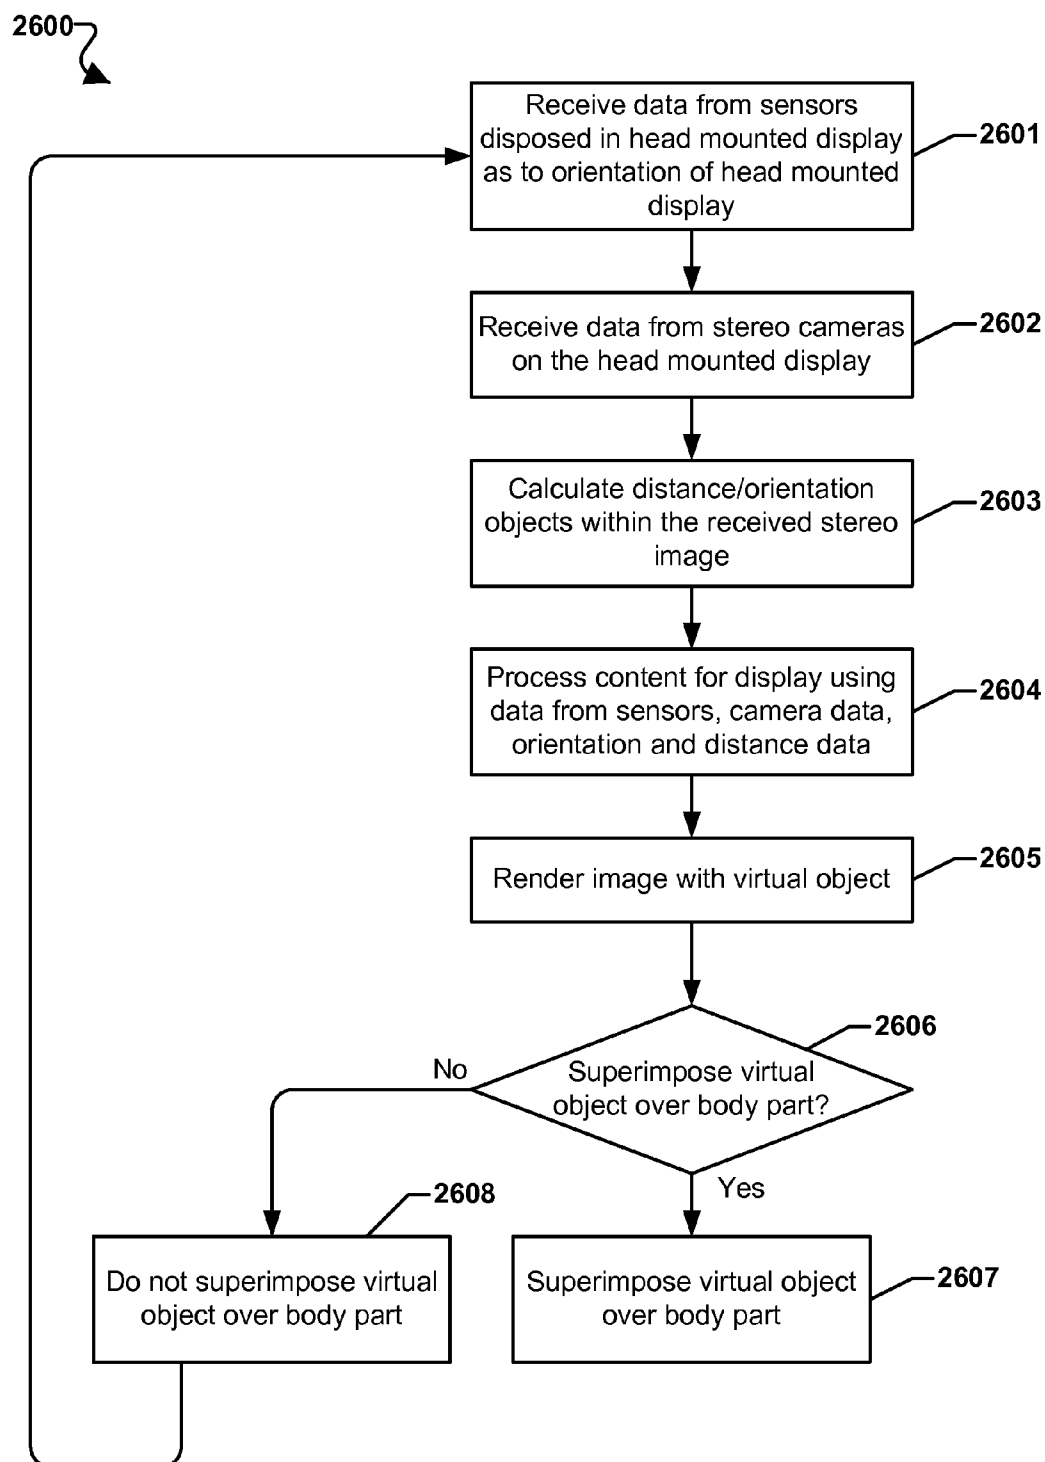 2600
Receive data from sensors
disposed in head mounted display
as to orientation of head mounted
display
2601
Receive data from stereo cameras
on the head mounted display
2602
Calculate distance/orientation
objects within the received stereo
image
2603
Process content for display using
data from sensors, camera data,
orientation and distance data
2604
Render image with virtual object
2605
Superimpose virtual
object over body part?
2606
No
Yes
Do not superimpose virtual
object over body part
2608
Superimpose virtual object
over body part
2607